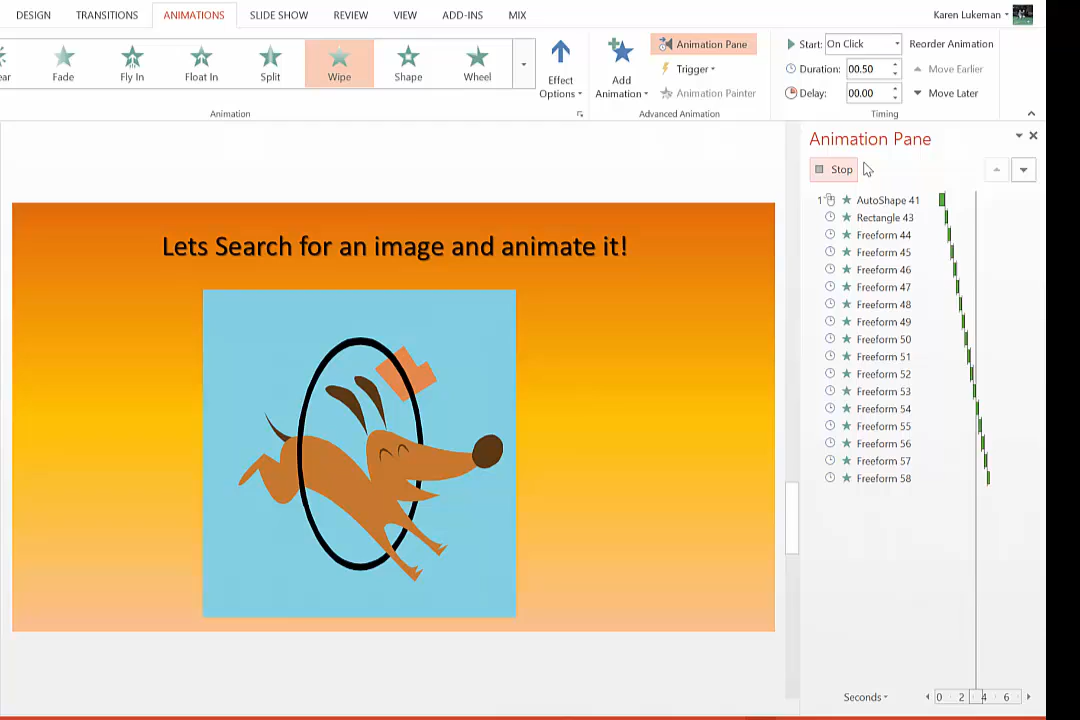 DESIGN TRANSITIONS ANIMATIONS SLIDE SHOW REVIEW VIEW ADD-INS MIX Karen Lukeman
ear Fade Fly In Float In Split Wipe Shape Wheel
Effect Options
Add Animation
Animation Pane
Trigger
Animation Painter
Start: On Click
Duration: 00.50
Delay: 00.00
Reorder Animation
Move Earlier
Move Later
Animation Advanced Animation Timing
Lets Search for an image and animate it!
Animation Pane
Stop
1 AutoShape 41
Rectangle 43
Freeform 44
Freeform 45
Freeform 46
Freeform 47
Freeform 48
Freeform 49
Freeform 50
Freeform 51
Freeform 52
Freeform 53
Freeform 54
Freeform 55
Freeform 56
Freeform 57
Freeform 58
Seconds 0 2 4 6